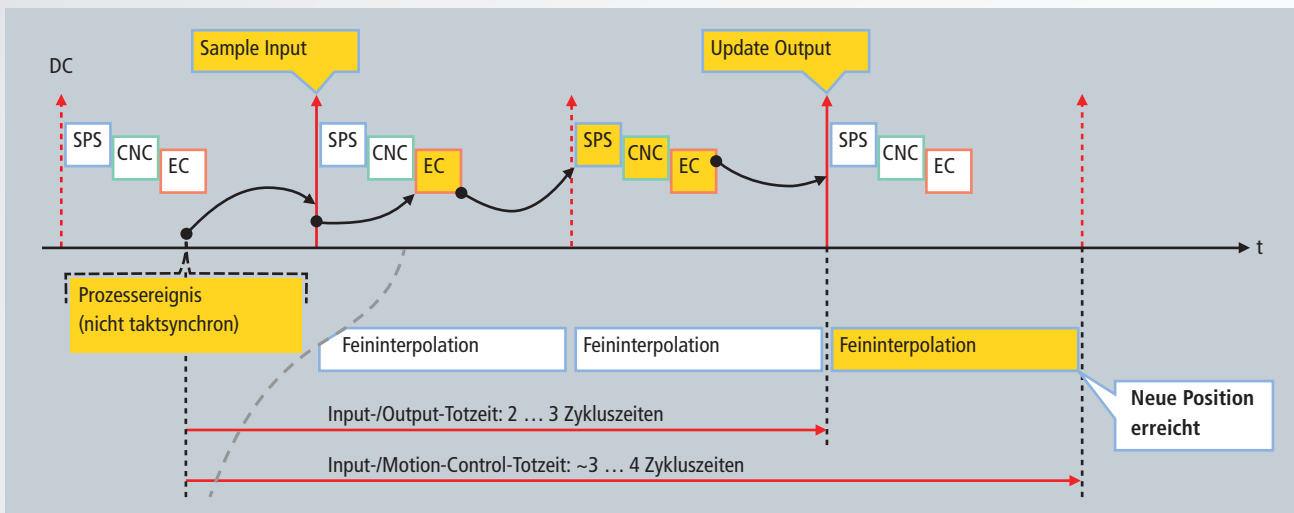 Sample Input
Update Output
DC
SPS
CNC
EC
SPS
CNC
EC
SPS
CNC
EC
SPS
CNC
EC
t
Prozessereignis
(nicht taktsynchron)
Feininterpolation
Feininterpolation
Feininterpolation
Neue Position
erreicht
Input-/Output-Totzeit: 2 … 3 Zykluszeiten
Input-/Motion-Control-Totzeit: ~3 … 4 Zykluszeiten